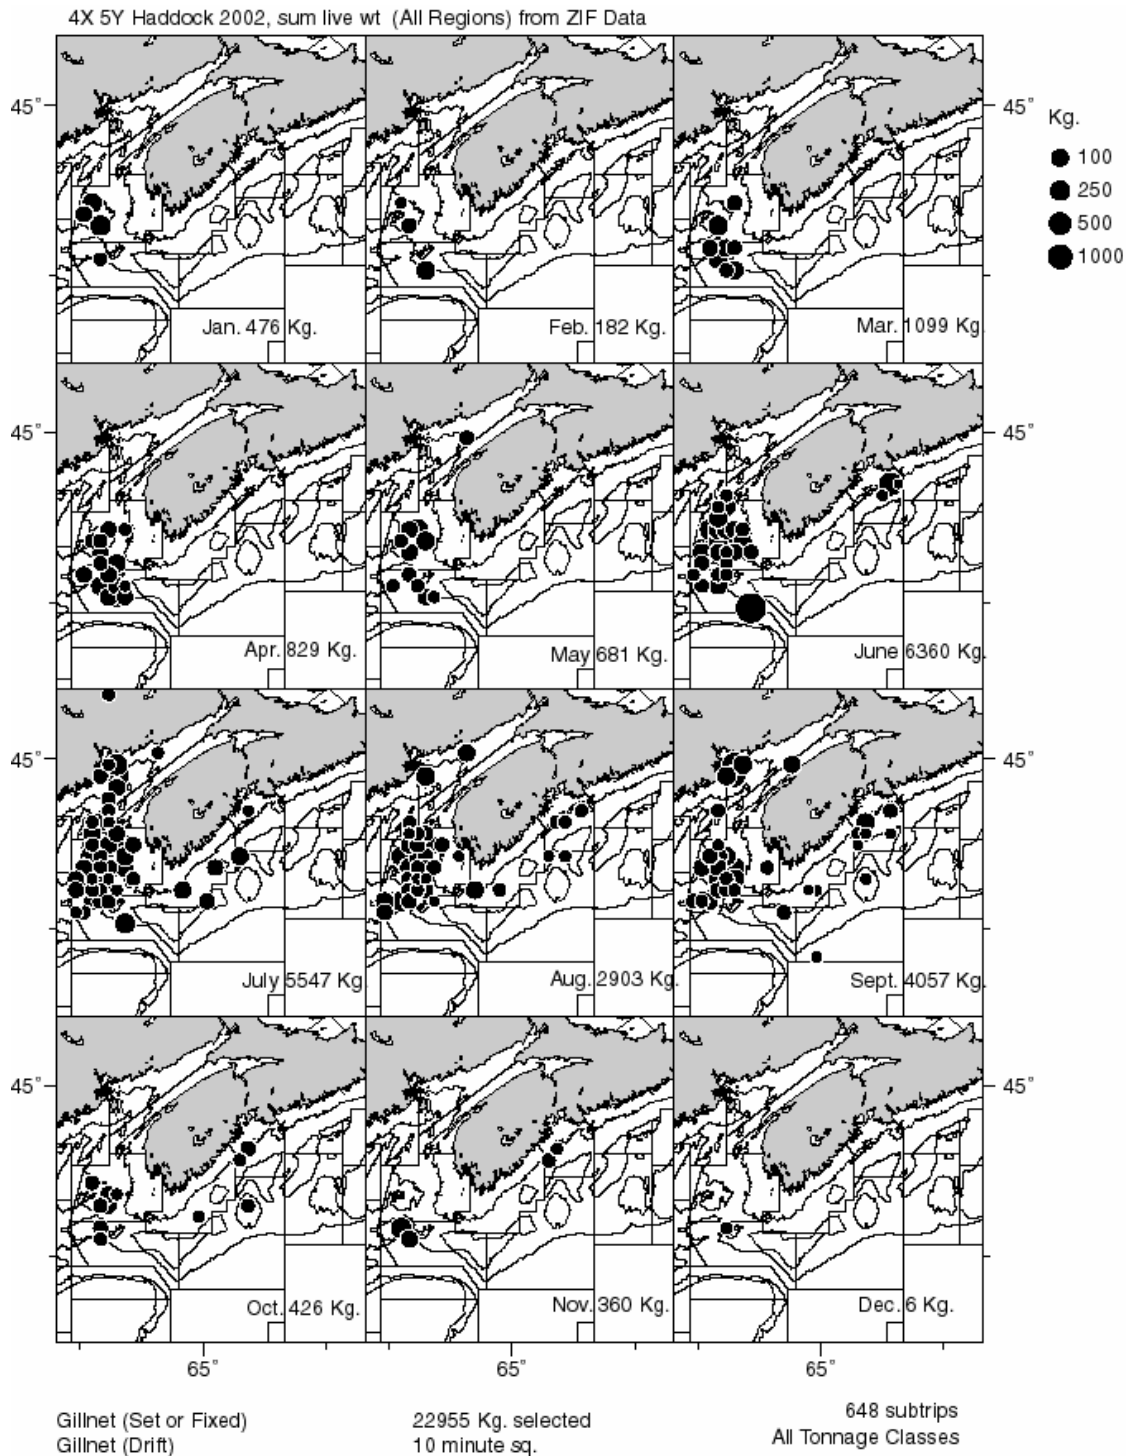 4X 5Y Haddock 2002, sum live wt (All Regions) from ZIF Data
45° 45°
Kg.
100
250
500
1000
Jan. 476 Kg. Feb. 182 Kg. Mar. 1099 Kg.
45° 45°
Apr. 829 Kg. May 681 Kg. June 6360 Kg.
45° 45°
July 5547 Kg. Aug. 2903 Kg. Sept. 4057 Kg.
45° 45°
Oct. 426 Kg. Nov. 360 Kg. Dec. 6 Kg.
65° 65° 65°
Gillnet (Set or Fixed) 22955 Kg. selected 648 subtrips
Gillnet (Drift) 10 minute sq. All Tonnage Classes